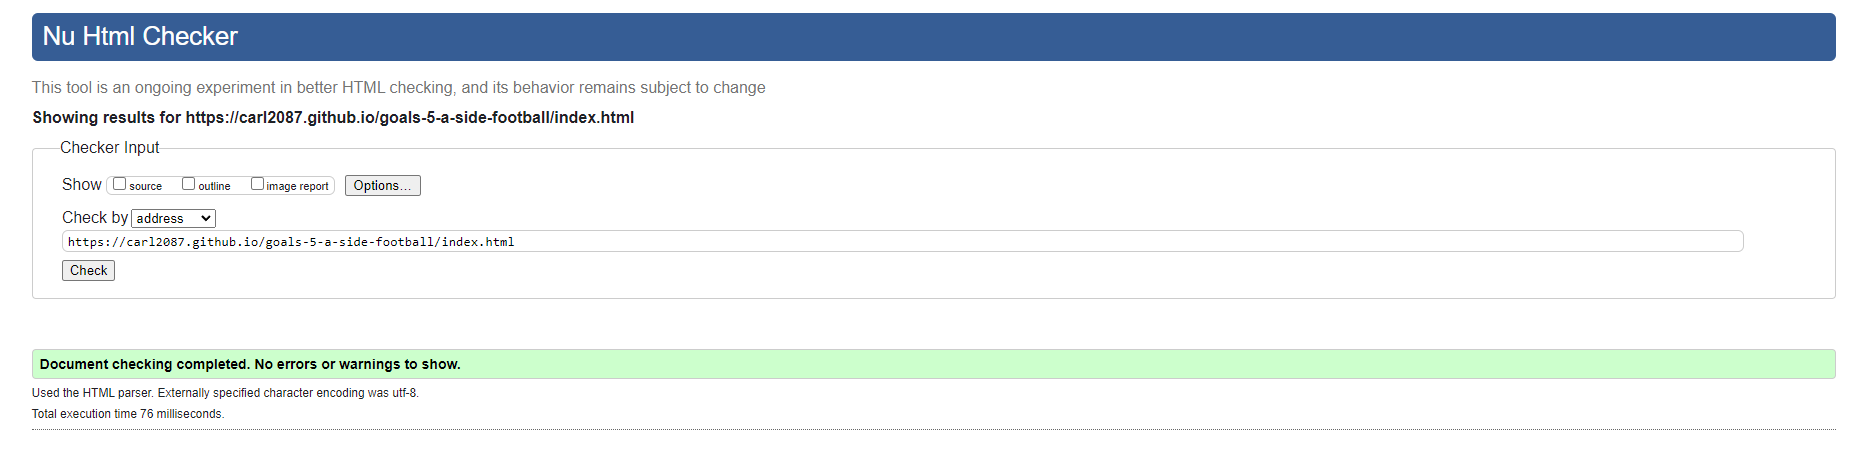 Nu Html Checker
This tool is an ongoing experiment in better HTML checking, and its behavior remains subject to change
Showing results for https://carl2087.github.io/goals-5-a-side-football/index.html
Checker Input
Show source outline image report Options...
Check by address
https://carl2087.github.io/goals-5-a-side-football/index.html
Check
Document checking completed. No errors or warnings to show.
Used the HTML parser. Externally specified character encoding was utf-8.
Total execution time 76 milliseconds.